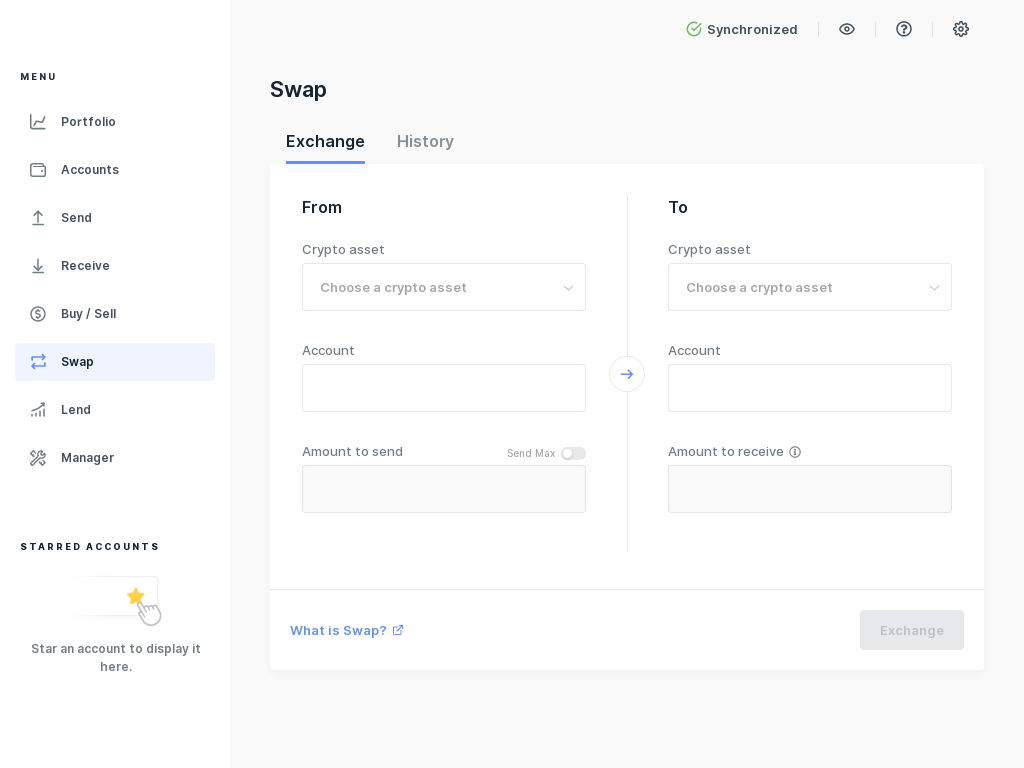 Synchronized
MENU
Portfolio
Accounts
Send
Receive
Buy / Sell
Swap
Lend
Manager
STARRED ACCOUNTS
Star an account to display it
here.
Swap
Exchange
History
From
Crypto asset
Choose a crypto asset
Account
Amount to send
Send Max
To
Crypto asset
Choose a crypto asset
Account
Amount to receive
What is Swap?
Exchange